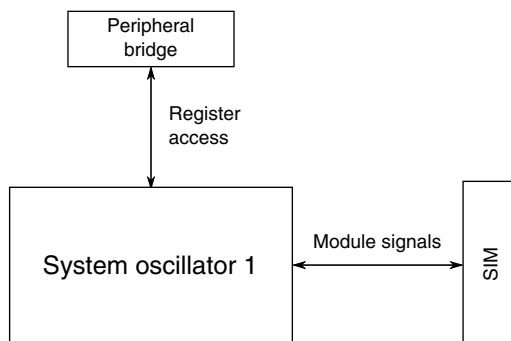 Peripheral
bridge
Register
access
System oscillator 1
Module signals
SIM